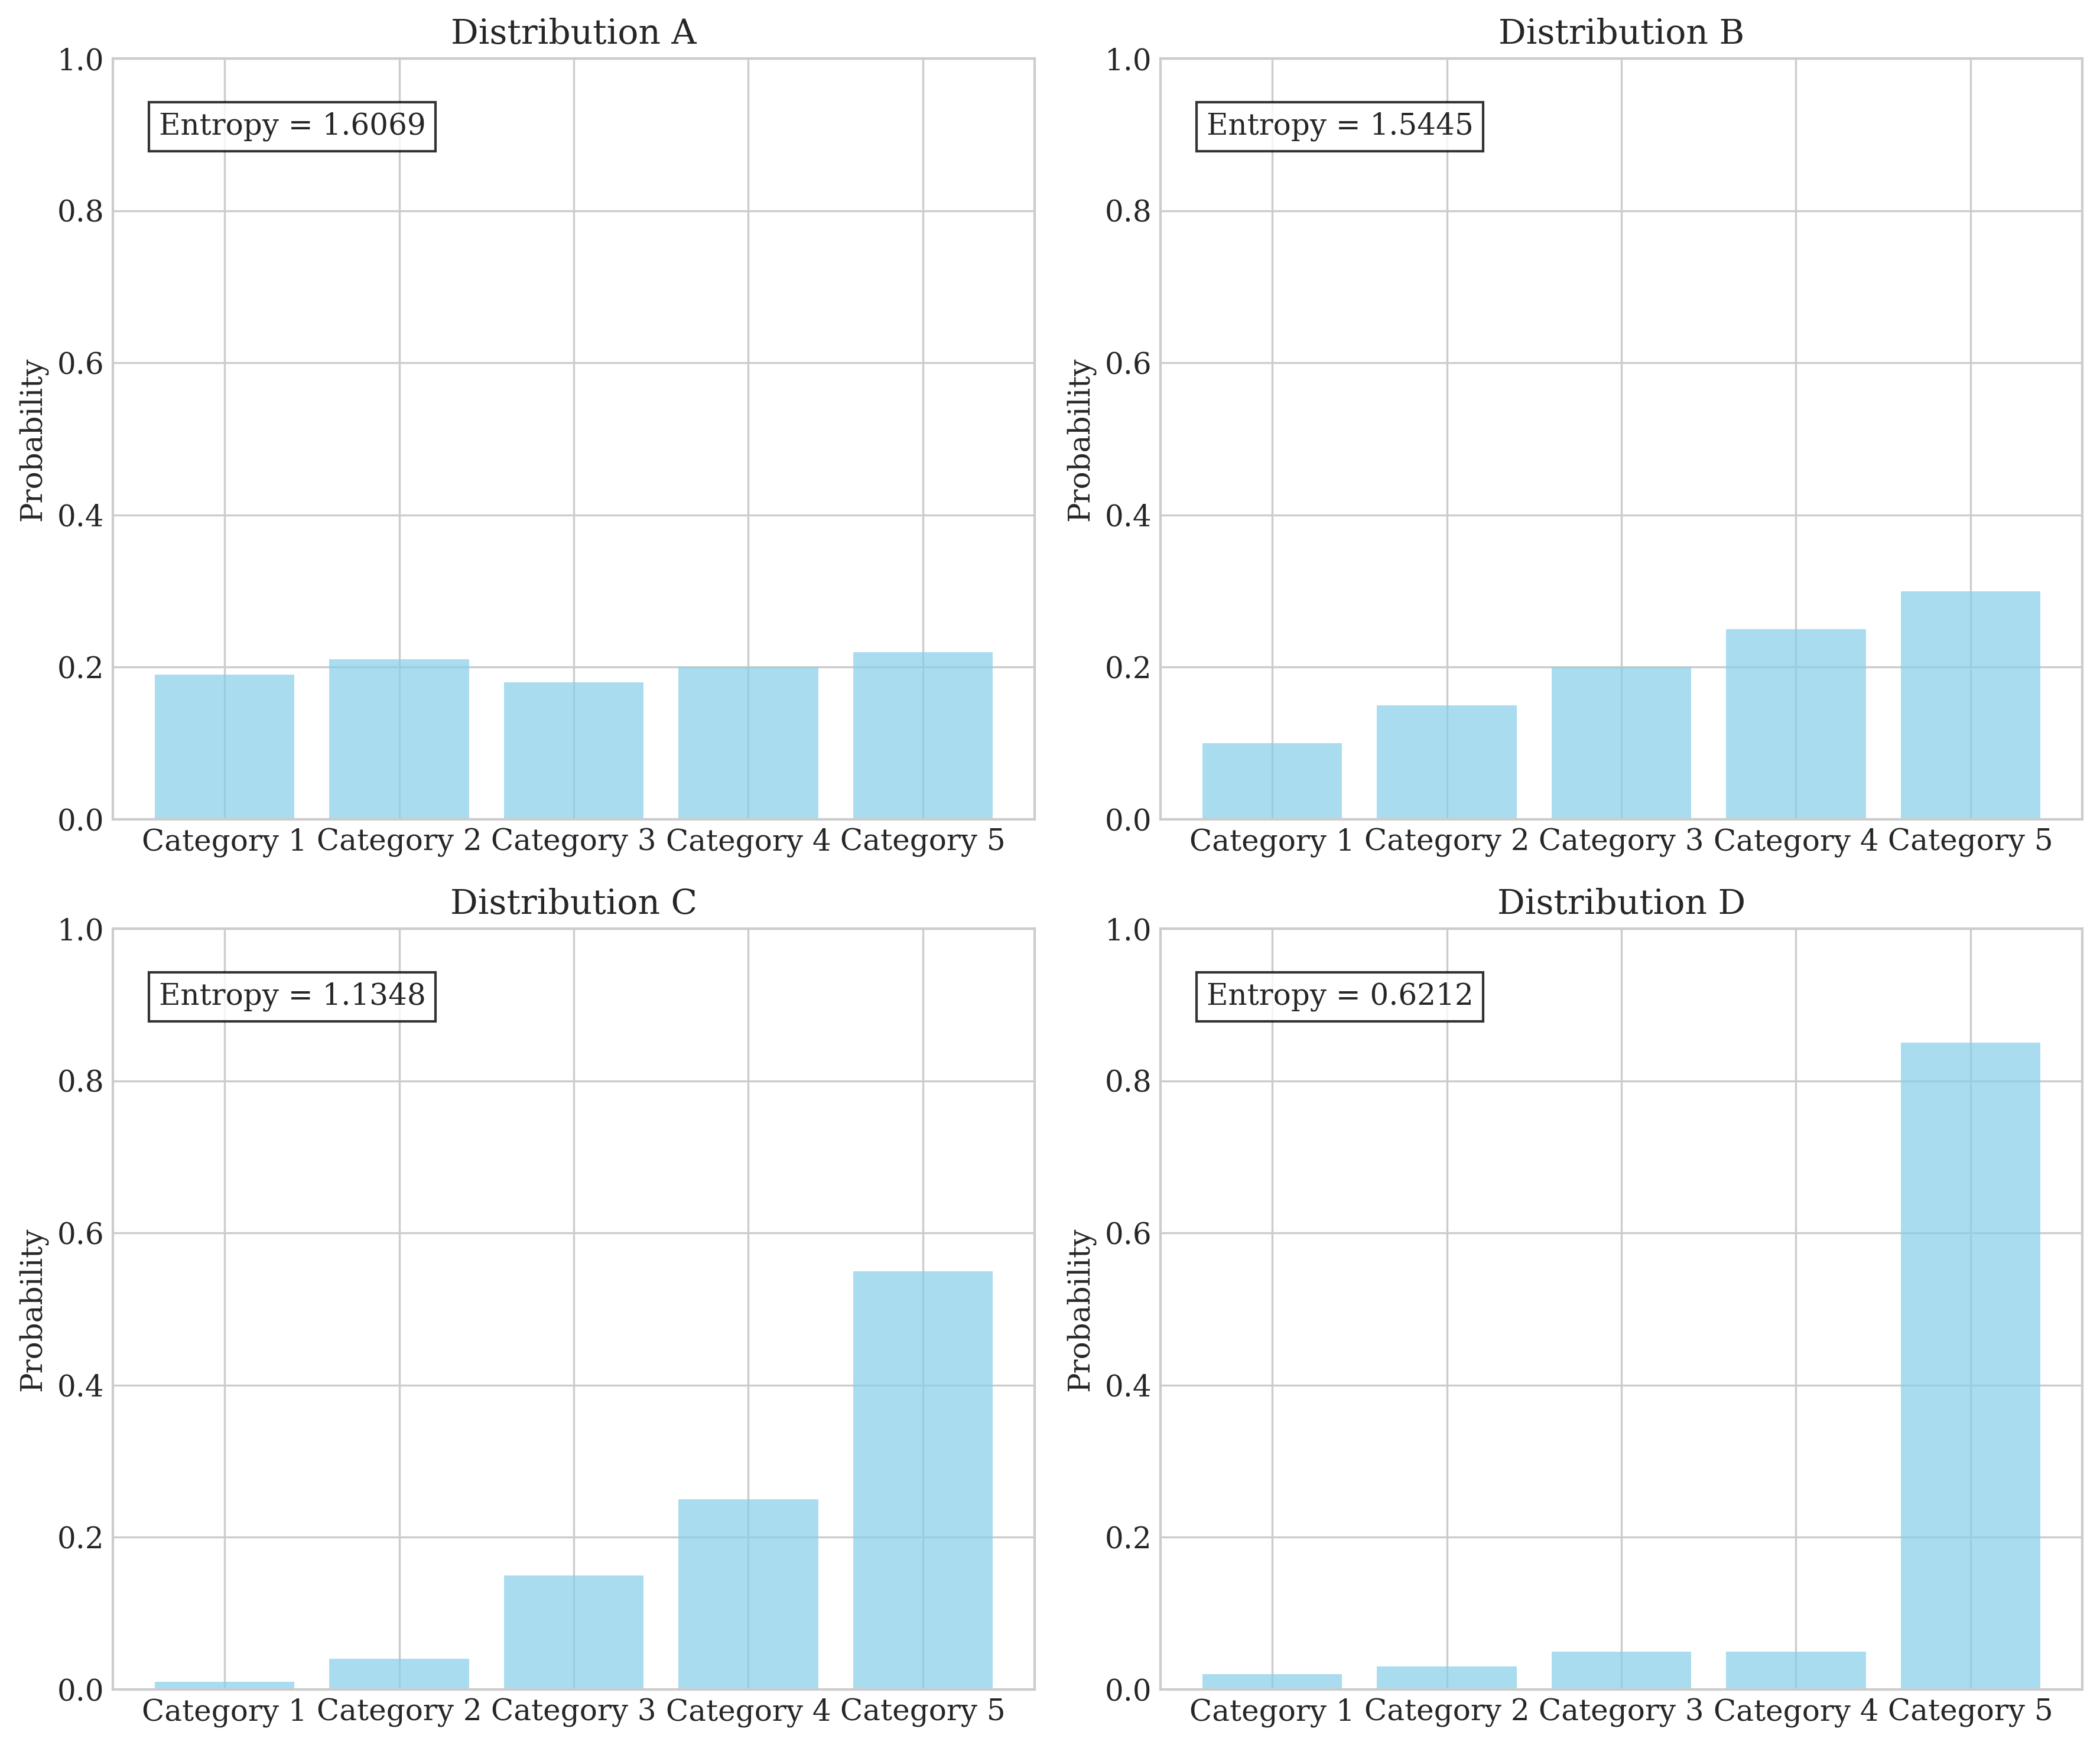 Distribution A
1.0
Entropy = 1.6069
0.8
0.6
Probability
0.4
0.2
0.0
Category 1 Category 2 Category 3 Category 4 Category 5
Distribution B
1.0
Entropy = 1.5445
0.8
0.6
Probability
0.4
0.2
0.0
Category 1 Category 2 Category 3 Category 4 Category 5
Distribution C
1.0
Entropy = 1.1348
0.8
0.6
Probability
0.4
0.2
0.0
Category 1 Category 2 Category 3 Category 4 Category 5
Distribution D
1.0
Entropy = 0.6212
0.8
0.6
Probability
0.4
0.2
0.0
Category 1 Category 2 Category 3 Category 4 Category 5